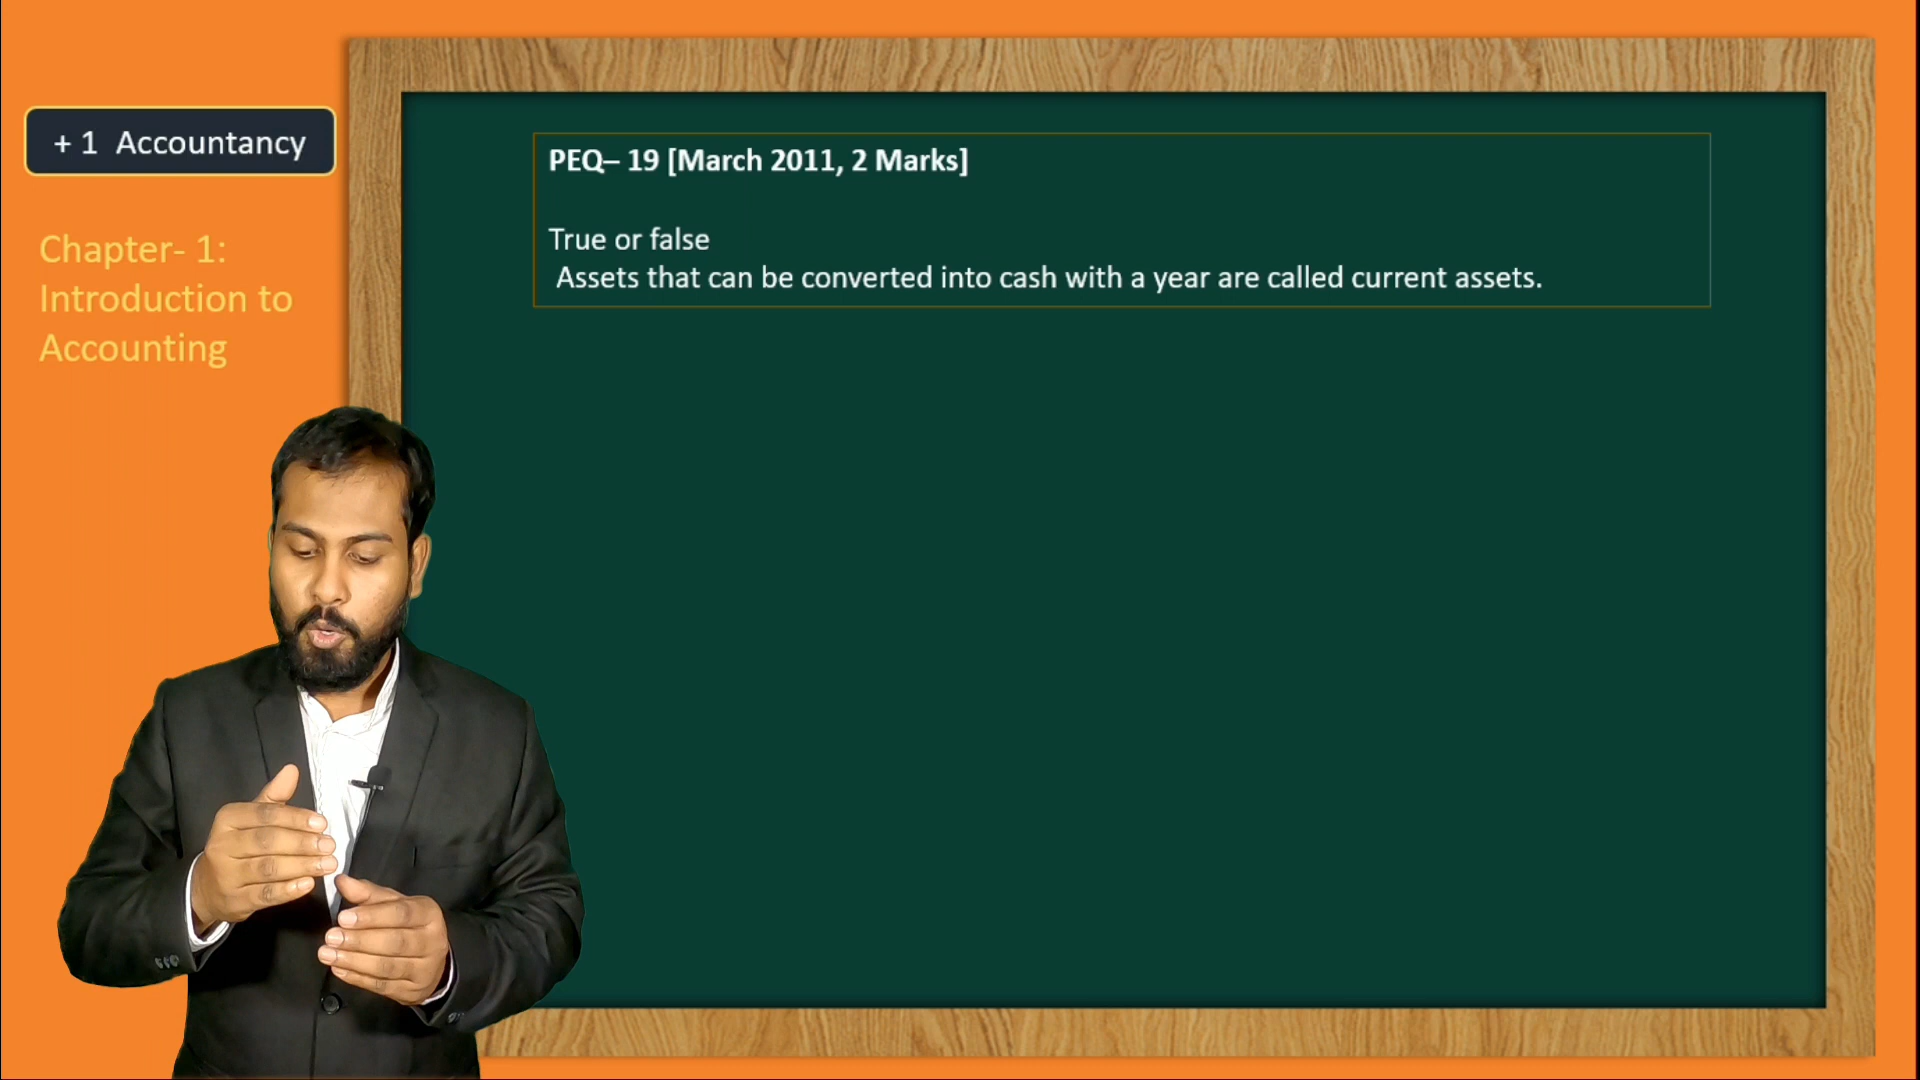 + 1 Accountancy
Chapter- 1:
Introduction to
Accounting
PEQ– 19 [March 2011, 2 Marks]
True or false
Assets that can be converted into cash with a year are called current assets.